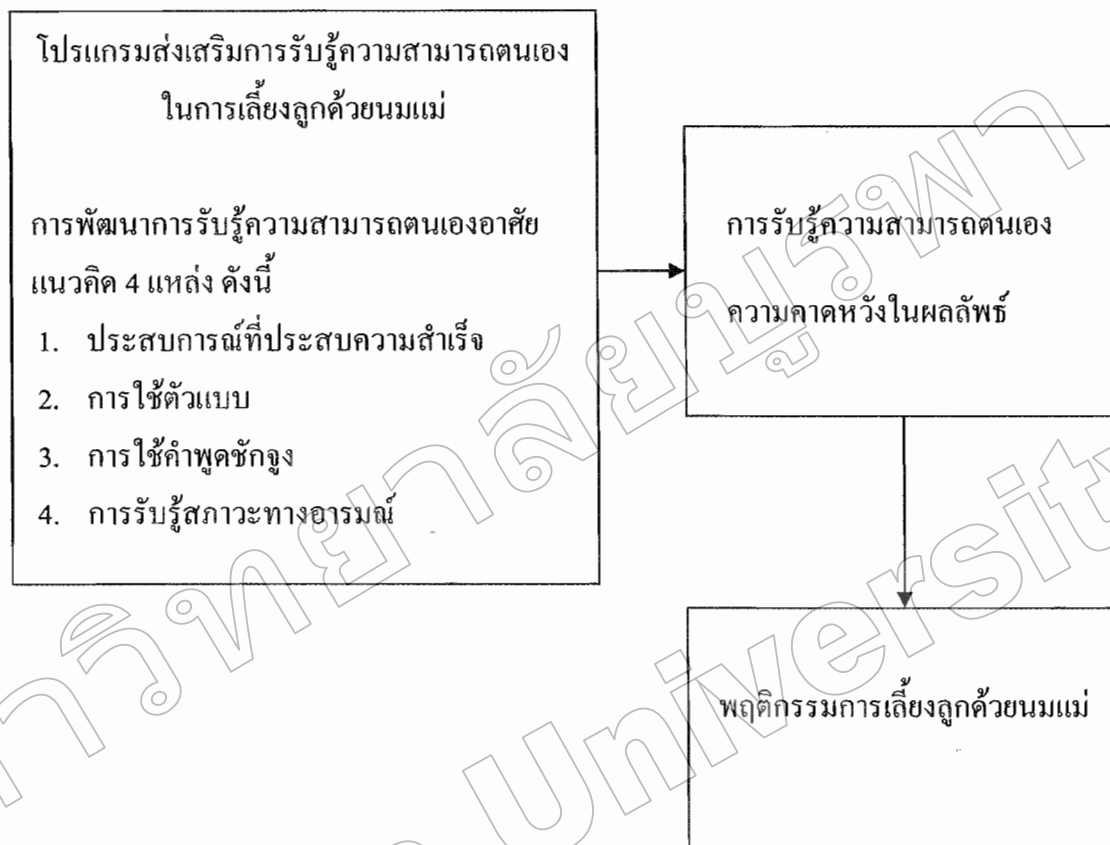 โปรแกรมส่งเสริมการรับรู้ความสามารถตนเอง
ในการเลี้ยงลูกด้วยนมแม่
การพัฒนาการรับรู้ความสามารถตนเองอาศัย
แนวคิด 4 แหล่ง ดังนี้
1. ประสบการณ์ที่ประสบความสำเร็จ
2. การใช้ตัวแบบ
3. การใช้คำพูดชักจูง
4. การรับรู้สภาวะทางอารมณ์
การรับรู้ความสามารถตนเอง
ความคาดหวังในผลลัพธ์
พฤติกรรมการเลี้ยงลูกด้วยนมแม่
าวิทยาลัยบูรพา
University